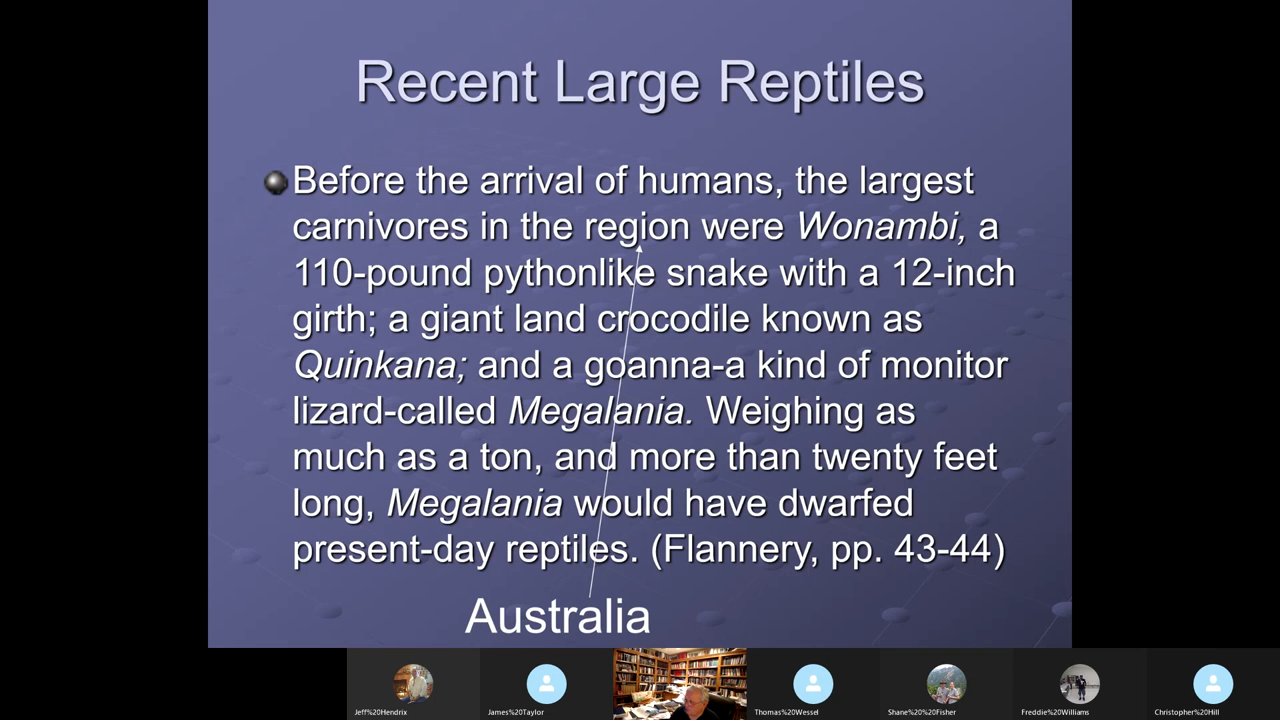 Recent Large Reptiles
Before the arrival of humans, the largest
carnivores in the region were Wonambi, a
110-pound pythonlike snake with a 12-inch
girth; a giant land crocodile known as
Quinkana; and a goanna-a kind of monitor
lizard-called Megalania. Weighing as
much as a ton, and more than twenty feet
long, Megalania would have dwarfed
present-day reptiles. (Flannery, pp. 43-44)
Australia
Jeff%20Hendrix
James%20Taylor
Thomas%20Wessel
Shane%20%20Fisher
Freddie%20Williams
Christopher%20Hill